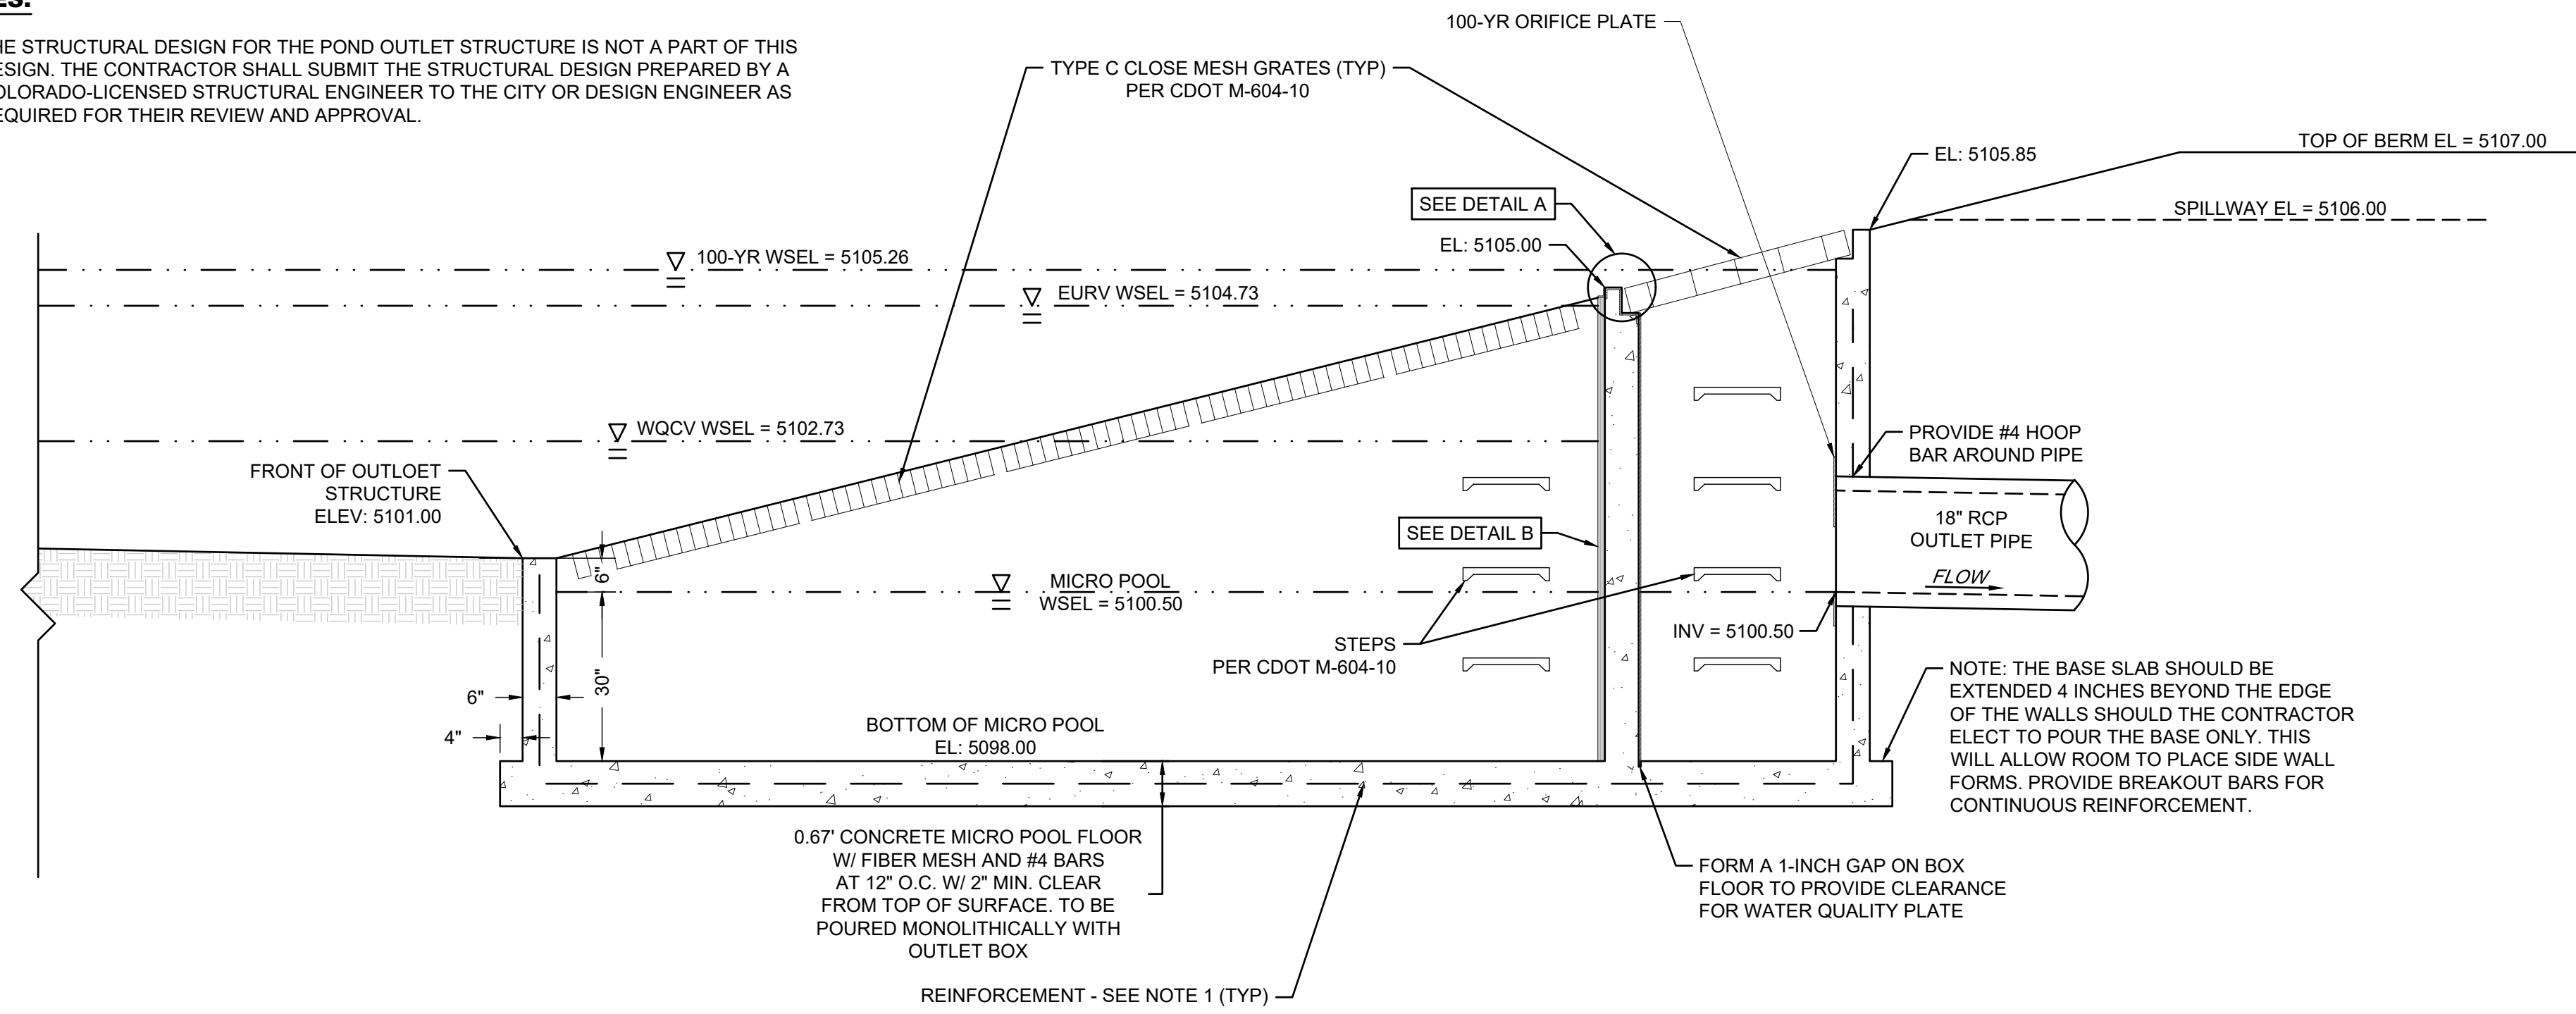 ES:
HE STRUCTURAL DESIGN FOR THE POND OUTLET STRUCTURE IS NOT A PART OF THIS
ESIGN. THE CONTRACTOR SHALL SUBMIT THE STRUCTURAL DESIGN PREPARED BY A
OLORADO-LICENSED STRUCTURAL ENGINEER TO THE CITY OR DESIGN ENGINEER AS
EQUIRED FOR THEIR REVIEW AND APPROVAL.
100-YR ORIFICE PLATE
TYPE C CLOSE MESH GRATES (TYP)
PER CDOT M-604-10
TOP OF BERM EL = 5107.00
EL: 5105.85
SEE DETAIL A
SPILLWAY EL = 5106.00
EL: 5105.00
100-YR WSEL = 5105.26
EURV WSEL = 5104.73
WQCV WSEL = 5102.73
PROVIDE #4 HOOP
BAR AROUND PIPE
FRONT OF OUTLOET
STRUCTURE
ELEV: 5101.00
18" RCP
OUTLET PIPE
SEE DETAIL B
FLOW
6"
MICRO POOL
WSEL = 5100.50
INV = 5100.50
STEPS
PER CDOT M-604-10
30"
6"
4"
BOTTOM OF MICRO POOL
EL: 5098.00
NOTE: THE BASE SLAB SHOULD BE
EXTENDED 4 INCHES BEYOND THE EDGE
OF THE WALLS SHOULD THE CONTRACTOR
ELECT TO POUR THE BASE ONLY. THIS
WILL ALLOW ROOM TO PLACE SIDE WALL
FORMS. PROVIDE BREAKOUT BARS FOR
CONTINUOUS REINFORCEMENT.
0.67' CONCRETE MICRO POOL FLOOR
W/ FIBER MESH AND #4 BARS
AT 12" O.C. W/ 2" MIN. CLEAR
FROM TOP OF SURFACE. TO BE
POURED MONOLITHICALLY WITH
OUTLET BOX
FORM A 1-INCH GAP ON BOX
FLOOR TO PROVIDE CLEARANCE
FOR WATER QUALITY PLATE
REINFORCEMENT - SEE NOTE 1 (TYP)